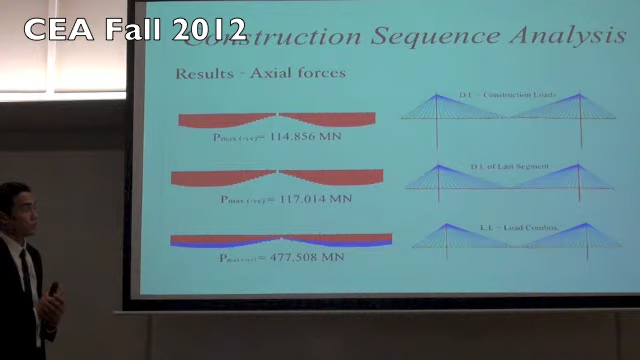 CEA Fall 2012
Construction Sequence Analysis
Results - Axial forces
D.L - Construction Loads
Pmax (-ve)= 114.856 MN
D.L of Last Segment
Pmax (-ve)= 117.014 MN
L.L - Load Combos.
= 477.508 MN